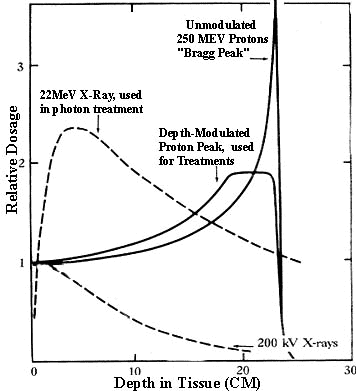 Unmodulated
250 MEV Protons
"Bragg Peak"
22MeV X-Ray, used
in photon treatment
Depth-Modulated
Proton Peak, used
for Treatments
200 kV X-rays
Relative Dosage
3
2
1
0
10
20
30
Depth in Tissue (CM)